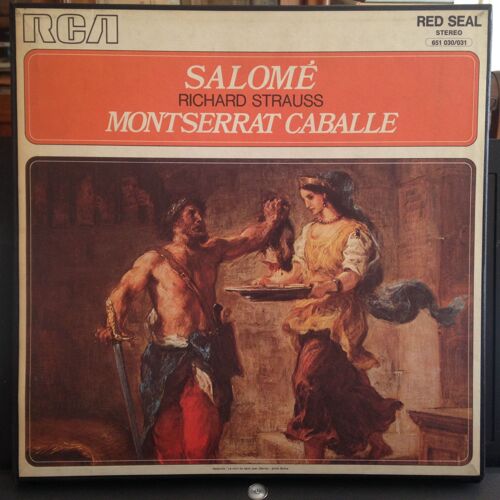 RCA
RED SEAL
STEREO
651 030/031
SALOMÉ
RICHARD STRAUSS
MONTSERRAT CABALLE